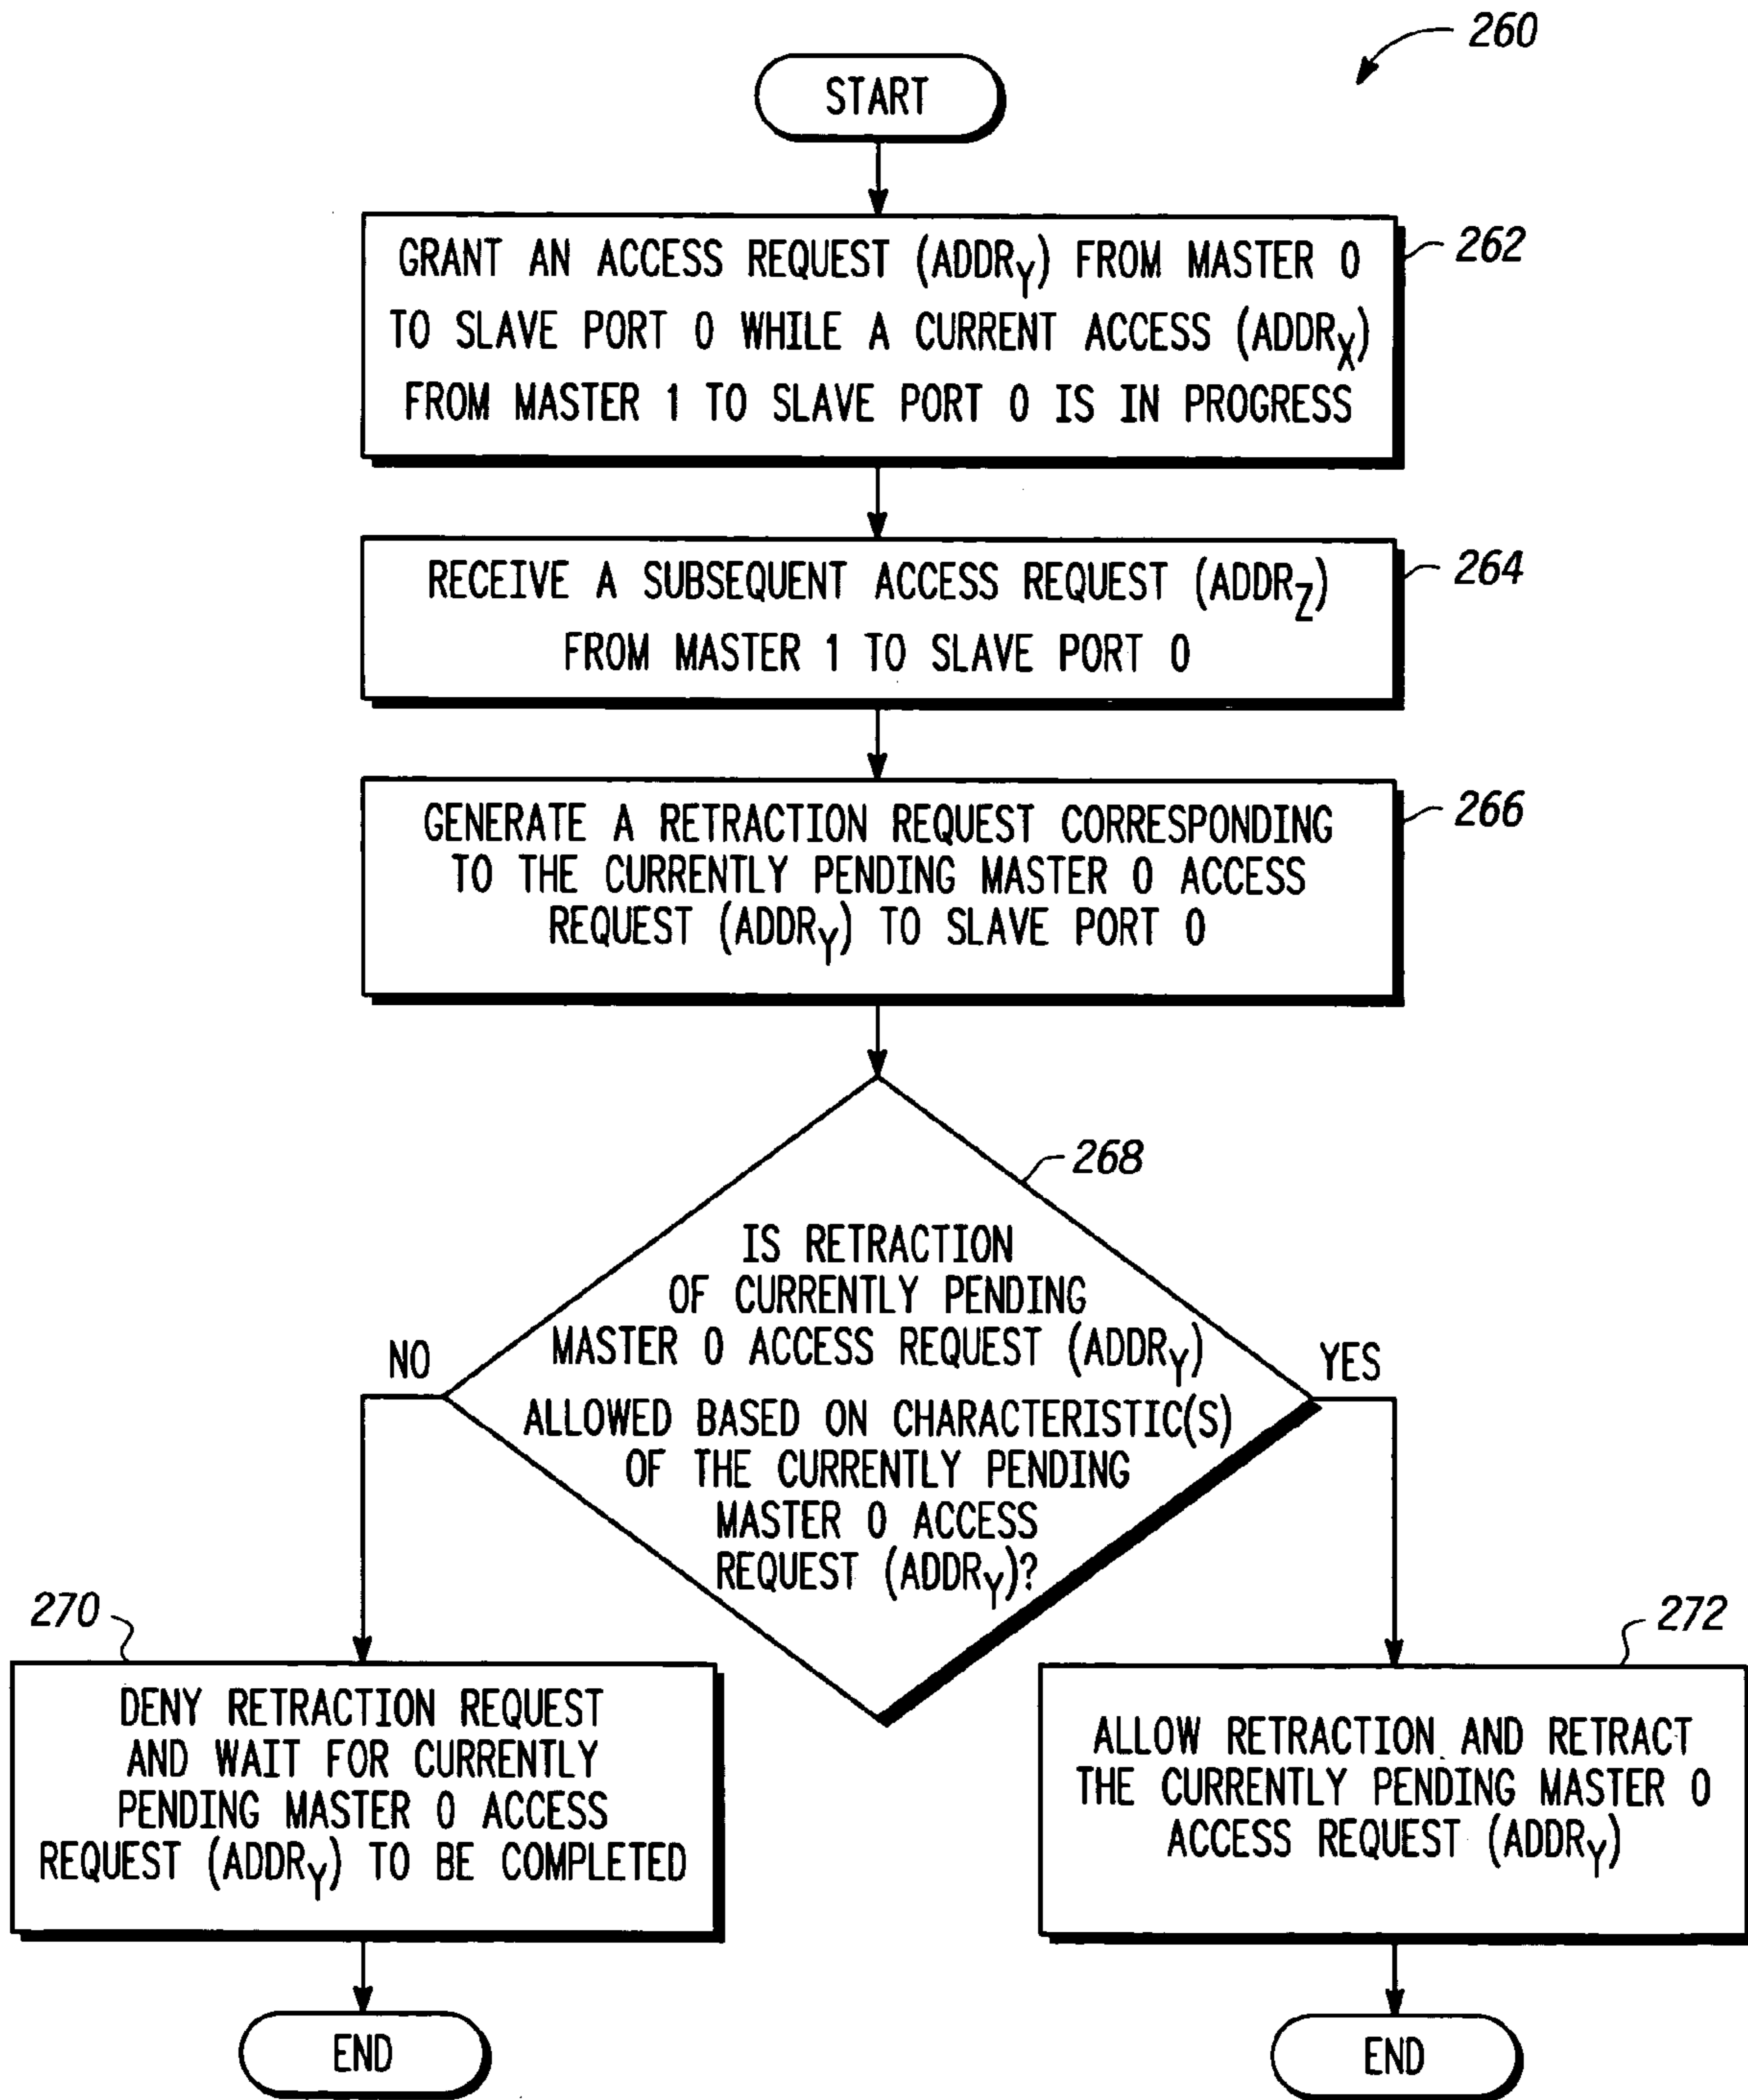 260
START
GRANT AN ACCESS REQUEST (ADDRY) FROM MASTER 0
TO SLAVE PORT 0 WHILE A CURRENT ACCESS (ADDRX)
FROM MASTER 1 TO SLAVE PORT 0 IS IN PROGRESS
262
RECEIVE A SUBSEQUENT ACCESS REQUEST (ADDRZ)
FROM MASTER 1 TO SLAVE PORT 0
264
GENERATE A RETRACTION REQUEST CORRESPONDING
TO THE CURRENTLY PENDING MASTER 0 ACCESS
REQUEST (ADDRY) TO SLAVE PORT 0
266
268
IS RETRACTION
OF CURRENTLY PENDING
MASTER 0 ACCESS REQUEST (ADDRY)
ALLOWED BASED ON CHARACTERISTIC(S)
OF THE CURRENTLY PENDING
MASTER 0 ACCESS
REQUEST (ADDRY)?
NO
YES
270
DENY RETRACTION REQUEST
AND WAIT FOR CURRENTLY
PENDING MASTER 0 ACCESS
REQUEST (ADDRY) TO BE COMPLETED
END
272
ALLOW RETRACTION AND RETRACT
THE CURRENTLY PENDING MASTER 0
ACCESS REQUEST (ADDRY)
END